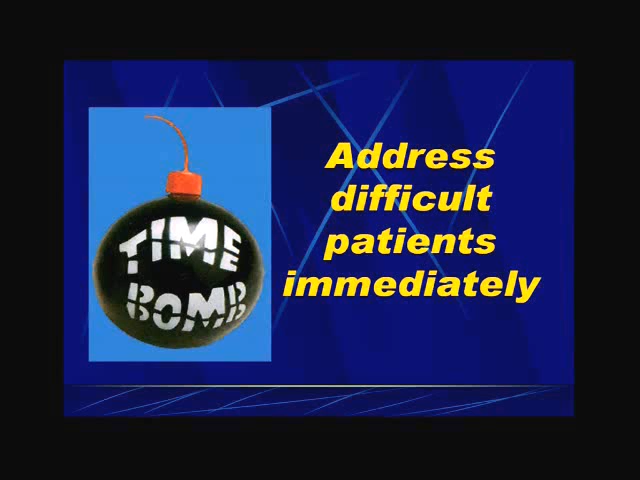 TIME
BOMB
Address
difficult
patients
immediately